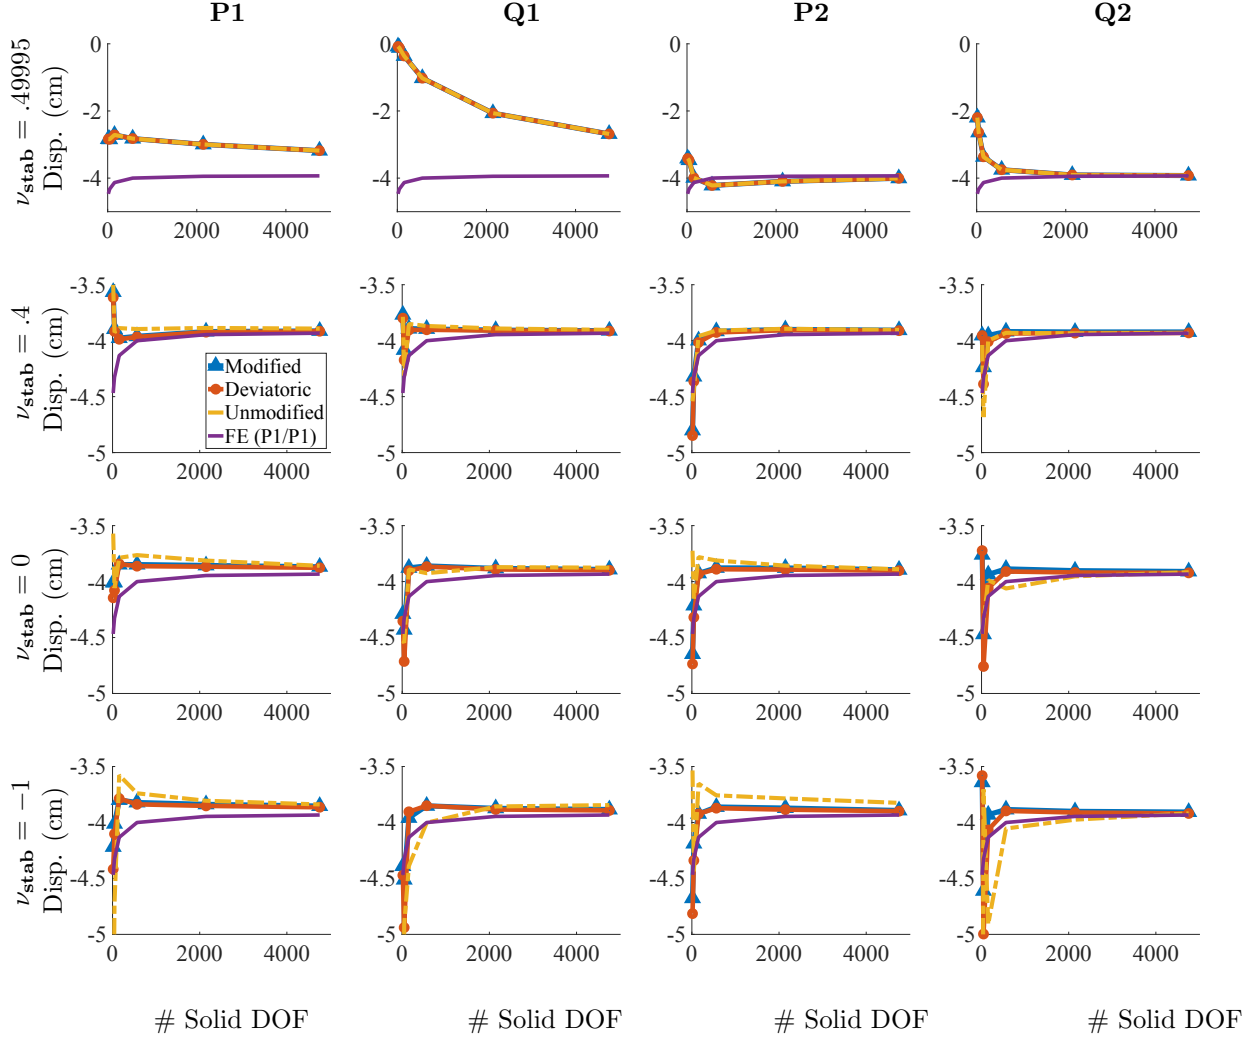 P1 Q1 P2 Q2
ν_stab = .49995
Disp. (cm)
0 0 0 0
-2 -2 -2 -2
-4 -4 -4 -4
0 2000 4000 0 2000 4000 0 2000 4000 0 2000 4000
ν_stab = .4
Disp. (cm)
-3.5 -3.5 -3.5 -3.5
-4 -4 -4 -4
Modified
Deviatoric
Unmodified
FE (P1/P1)
-4.5 -4.5 -4.5 -4.5
-5 -5 -5 -5
0 2000 4000 0 2000 4000 0 2000 4000 0 2000 4000
ν_stab = 0
Disp. (cm)
-3.5 -3.5 -3.5 -3.5
-4 -4 -4 -4
-4.5 -4.5 -4.5 -4.5
-5 -5 -5 -5
0 2000 4000 0 2000 4000 0 2000 4000 0 2000 4000
ν_stab = −1
Disp. (cm)
-3.5 -3.5 -3.5 -3.5
-4 -4 -4 -4
-4.5 -4.5 -4.5 -4.5
-5 -5 -5 -5
0 2000 4000 0 2000 4000 0 2000 4000 0 2000 4000
# Solid DOF # Solid DOF # Solid DOF # Solid DOF